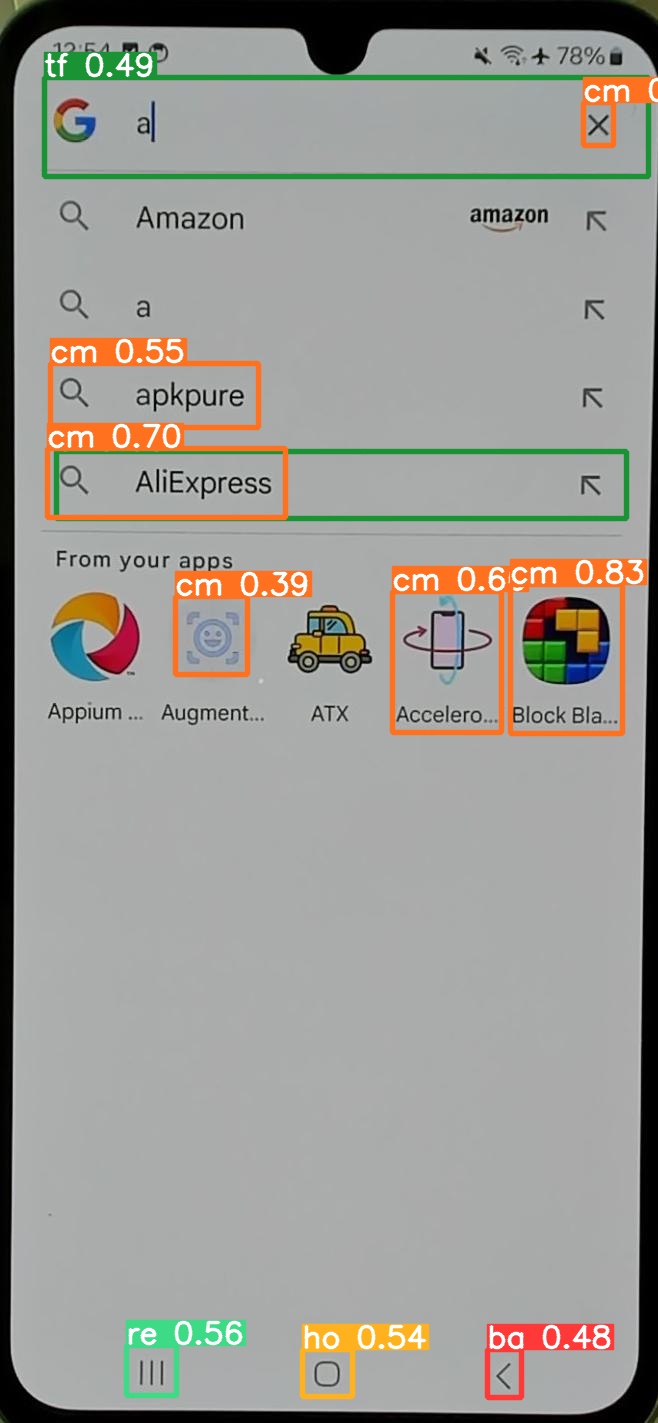 12:54 78%
tf 0.49
cm 0
a
Amazon amazon
a
cm 0.55
apkpure
cm 0.70
AliExpress
From your apps
cm 0.39 cm 0.6 cm 0.83
Appium ... Augment... ATX Accelero... Block Bla...
re 0.56 ho 0.54 ba 0.48